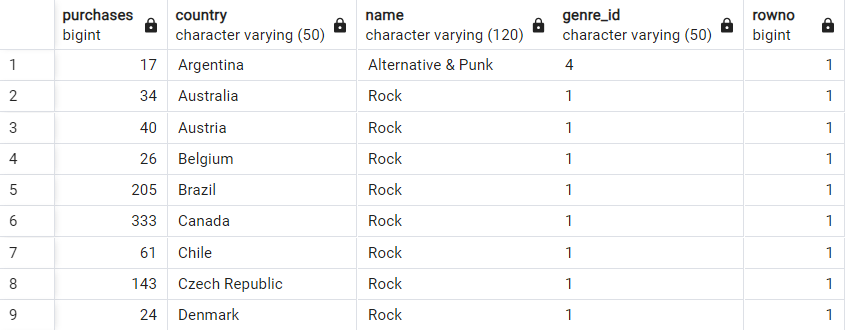 purchases country name genre_id rowno
bigint character varying (50) character varying (120) character varying (50) bigint
1 17 Argentina Alternative & Punk 4 1
2 34 Australia Rock 1 1
3 40 Austria Rock 1 1
4 26 Belgium Rock 1 1
5 205 Brazil Rock 1 1
6 333 Canada Rock 1 1
7 61 Chile Rock 1 1
8 143 Czech Republic Rock 1 1
9 24 Denmark Rock 1 1